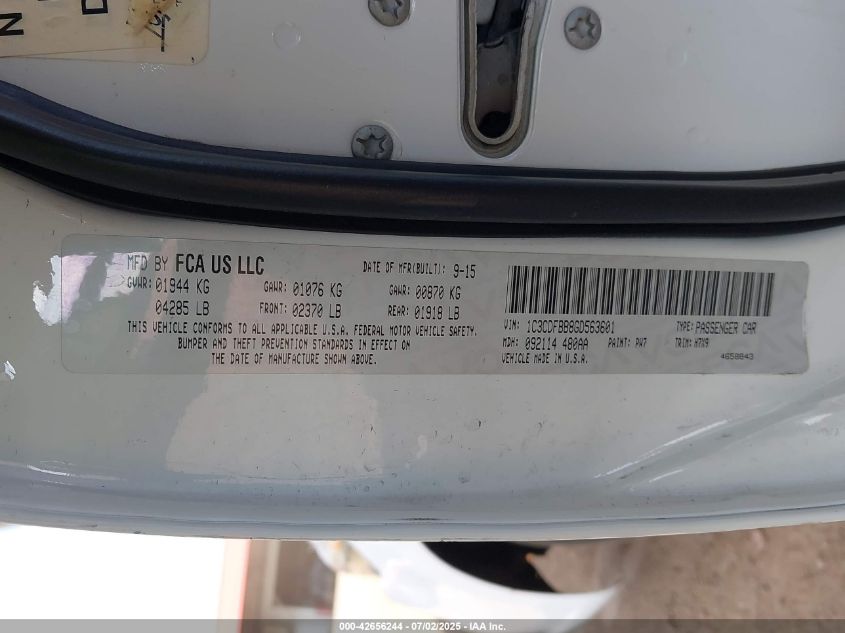 MFD BY FCA US LLC
DATE OF MFR(BUILT): 9-15
GVWR: 01944 KG GAWR: 01076 KG GAWR: 00870 KG
04285 LB FRONT: 02370 LB REAR: 01918 LB
THIS VEHICLE CONFORMS TO ALL APPLICABLE U.S.A. FEDERAL MOTOR VEHICLE SAFETY,
BUMPER AND THEFT PREVENTION STANDARDS IN EFFECT ON
THE DATE OF MANUFACTURE SHOWN ABOVE.
VIN: 1C3CDFBB8GD563601 TYPE: PASSENGER CAR
MDH: 092114 480AA PAINT: PW7 TRIM: H7X9
VEHICLE MADE IN U.S.A. 4658843
000-42656244 - 07/02/2025 - IAA Inc.